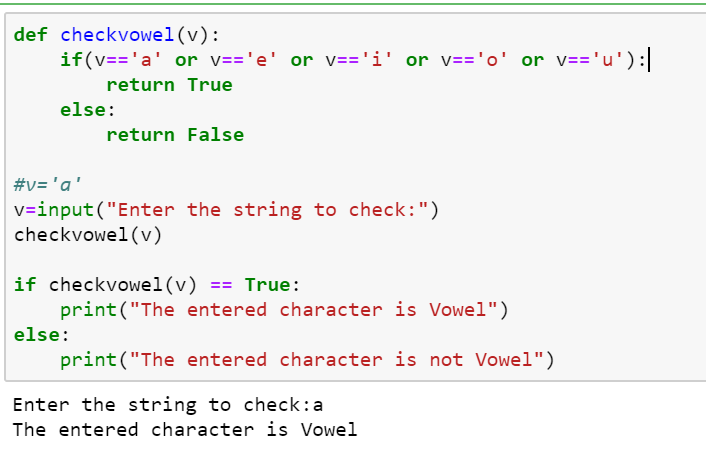 def checkvowel(v):
    if(v=='a' or v=='e' or v=='i' or v=='o' or v=='u'):
        return True
    else:
        return False
#v='a'
v=input("Enter the string to check:")
checkvowel(v)
if checkvowel(v) == True:
    print("The entered character is Vowel")
else:
    print("The entered character is not Vowel")
Enter the string to check:a
The entered character is Vowel